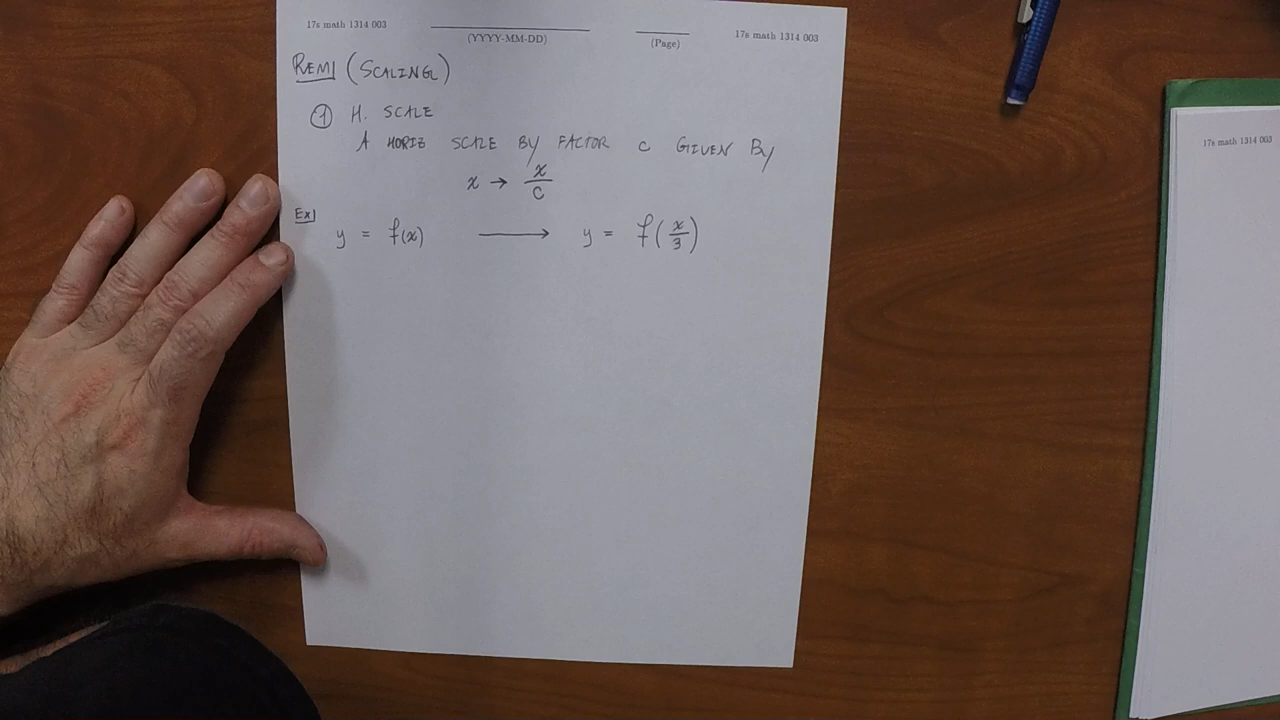 17s math 1314 003 (YYYY-MM-DD) (Page) 17s math 1314 003
REM (SCALING)
① H. SCALE
A HORIZ SCALE BY FACTOR C GIVEN BY
x → x/c
Ex
y = f(x) → y = f(x/3)
17s math 1314 003